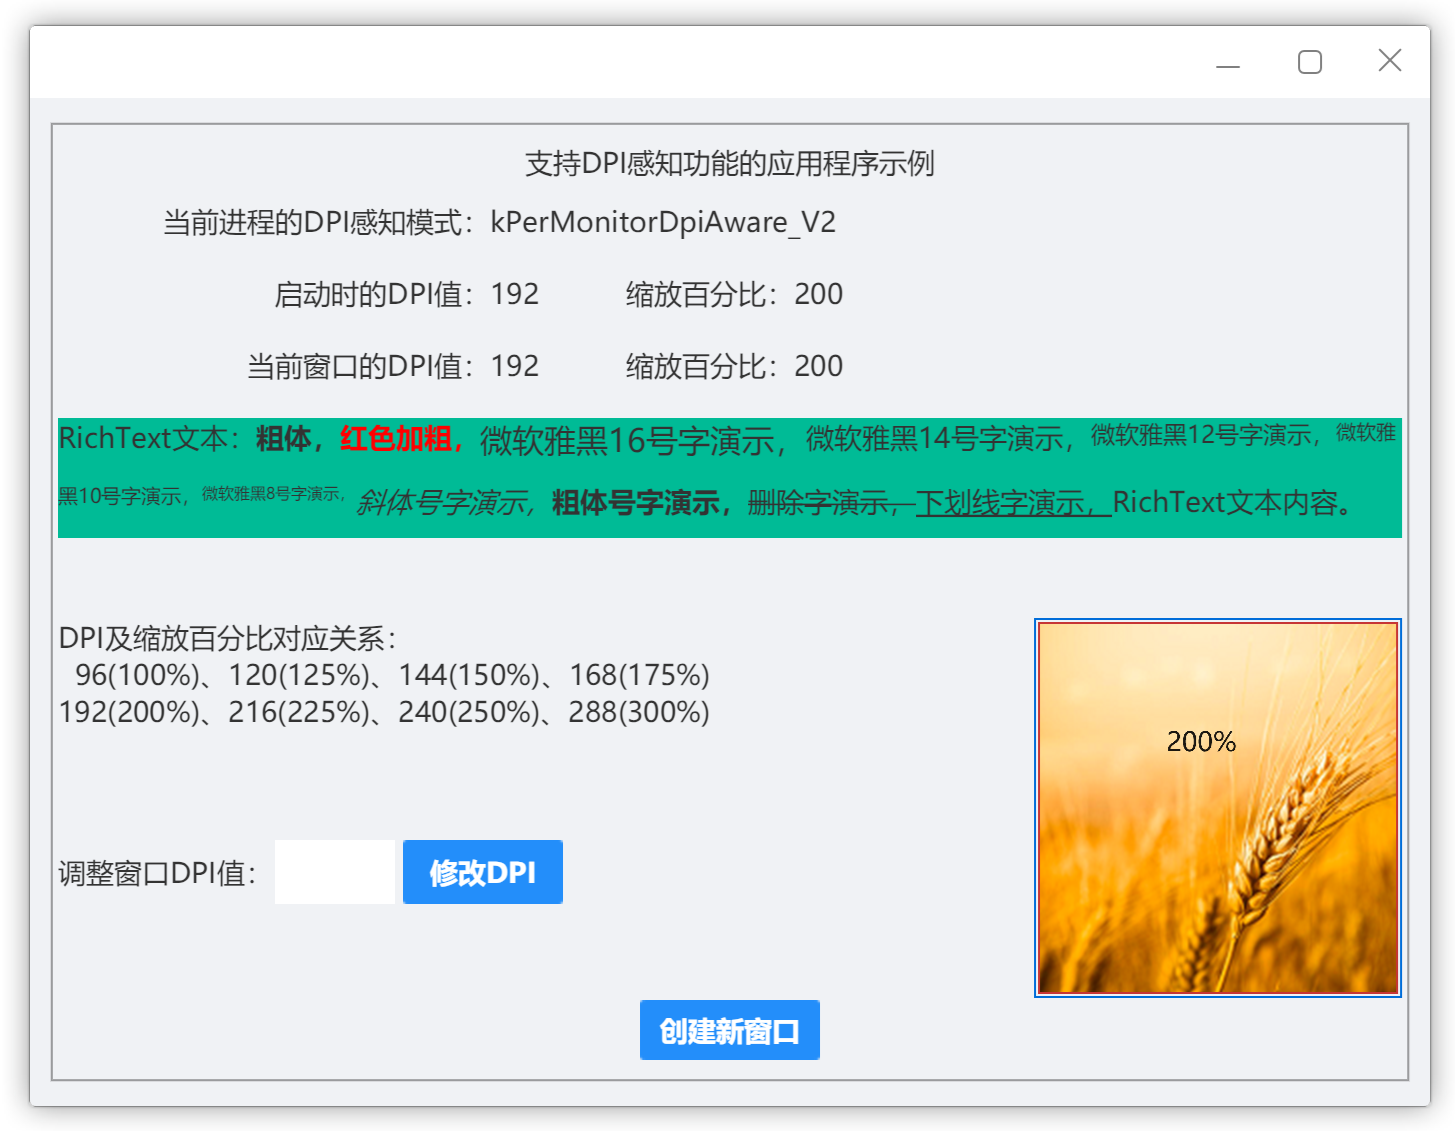 支持DPI感知功能的应用程序示例
当前进程的DPI感知模式：kPerMonitorDpiAware_V2
启动时的DPI值：192 缩放百分比：200
当前窗口的DPI值：192 缩放百分比：200
RichText文本：粗体，红色加粗，微软雅黑16号字演示，微软雅黑14号字演示，微软雅黑12号字演示，微软雅
黑10号字演示，微软雅黑8号字演示，斜体号字演示，粗体号字演示，删除字演示，下划线字演示，RichText文本内容。
DPI及缩放百分比对应关系：
96(100%)、120(125%)、144(150%)、168(175%)
192(200%)、216(225%)、240(250%)、288(300%)
200%
调整窗口DPI值： 修改DPI
创建新窗口